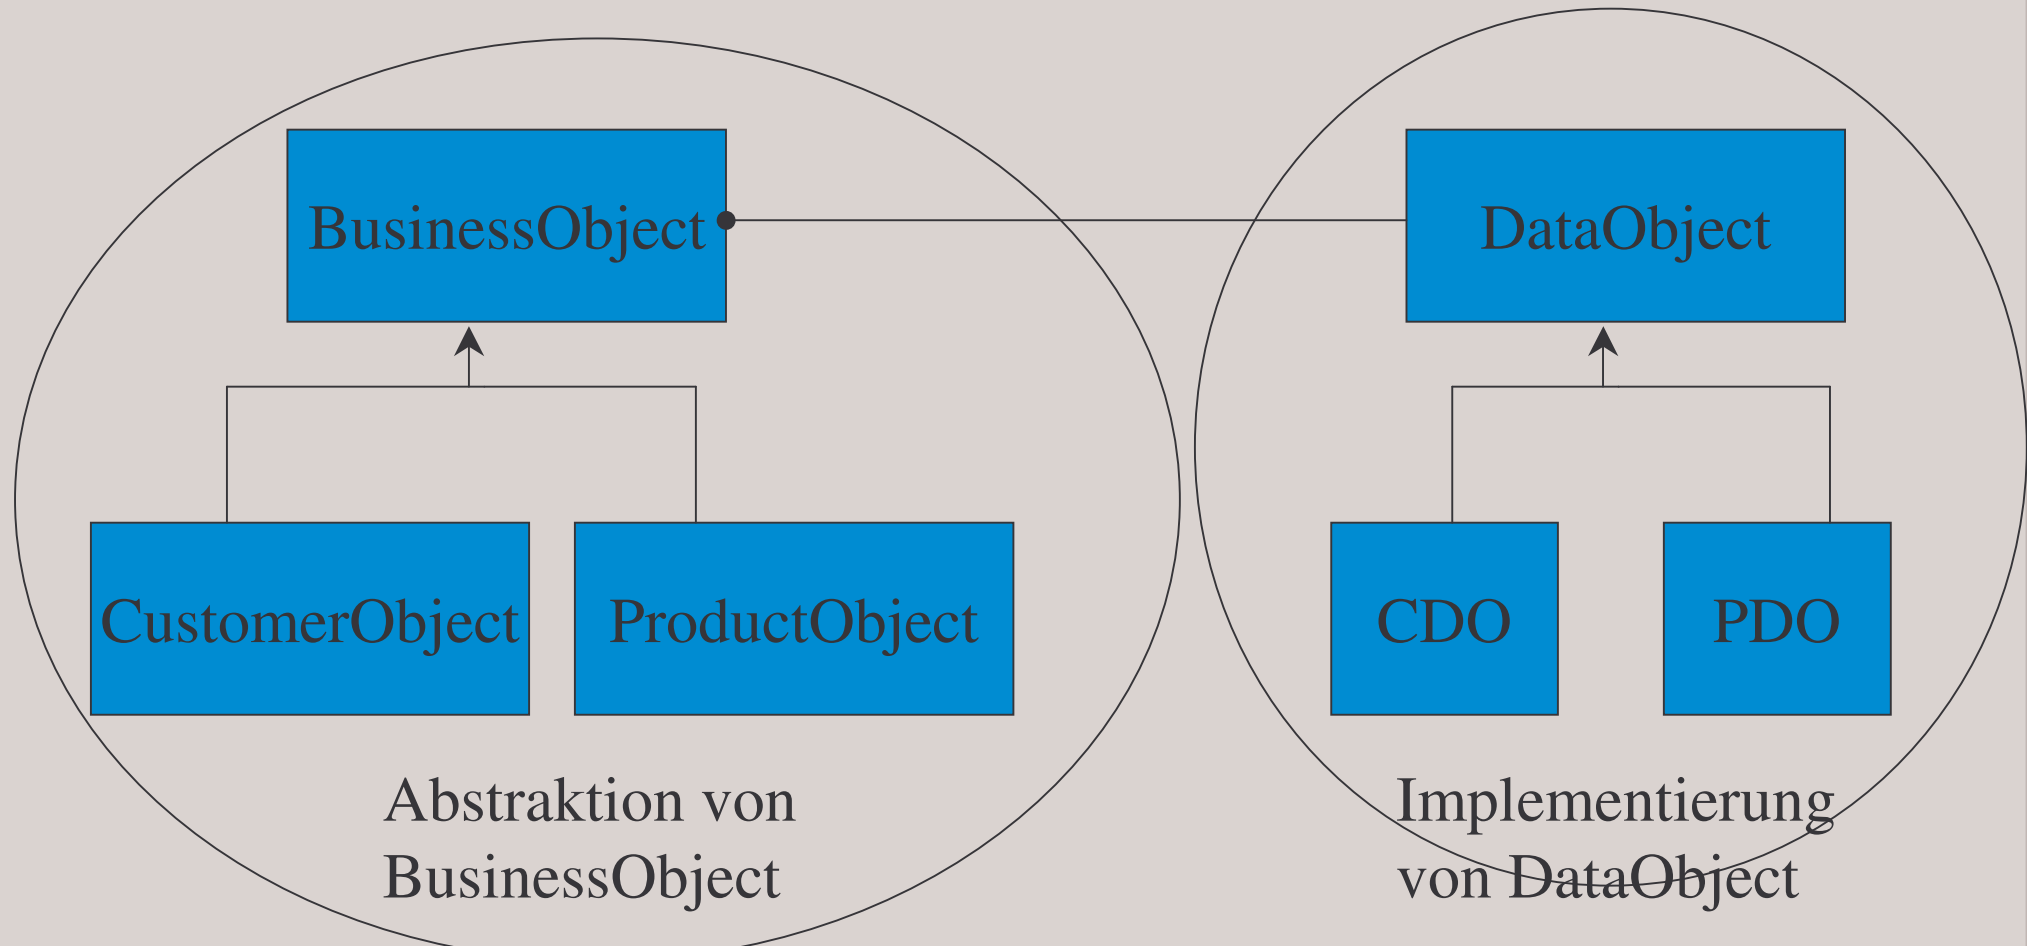 BusinessObject
DataObject
CustomerObject
ProductObject
CDO
PDO
Abstraktion von
BusinessObject
Implementierung
von DataObject